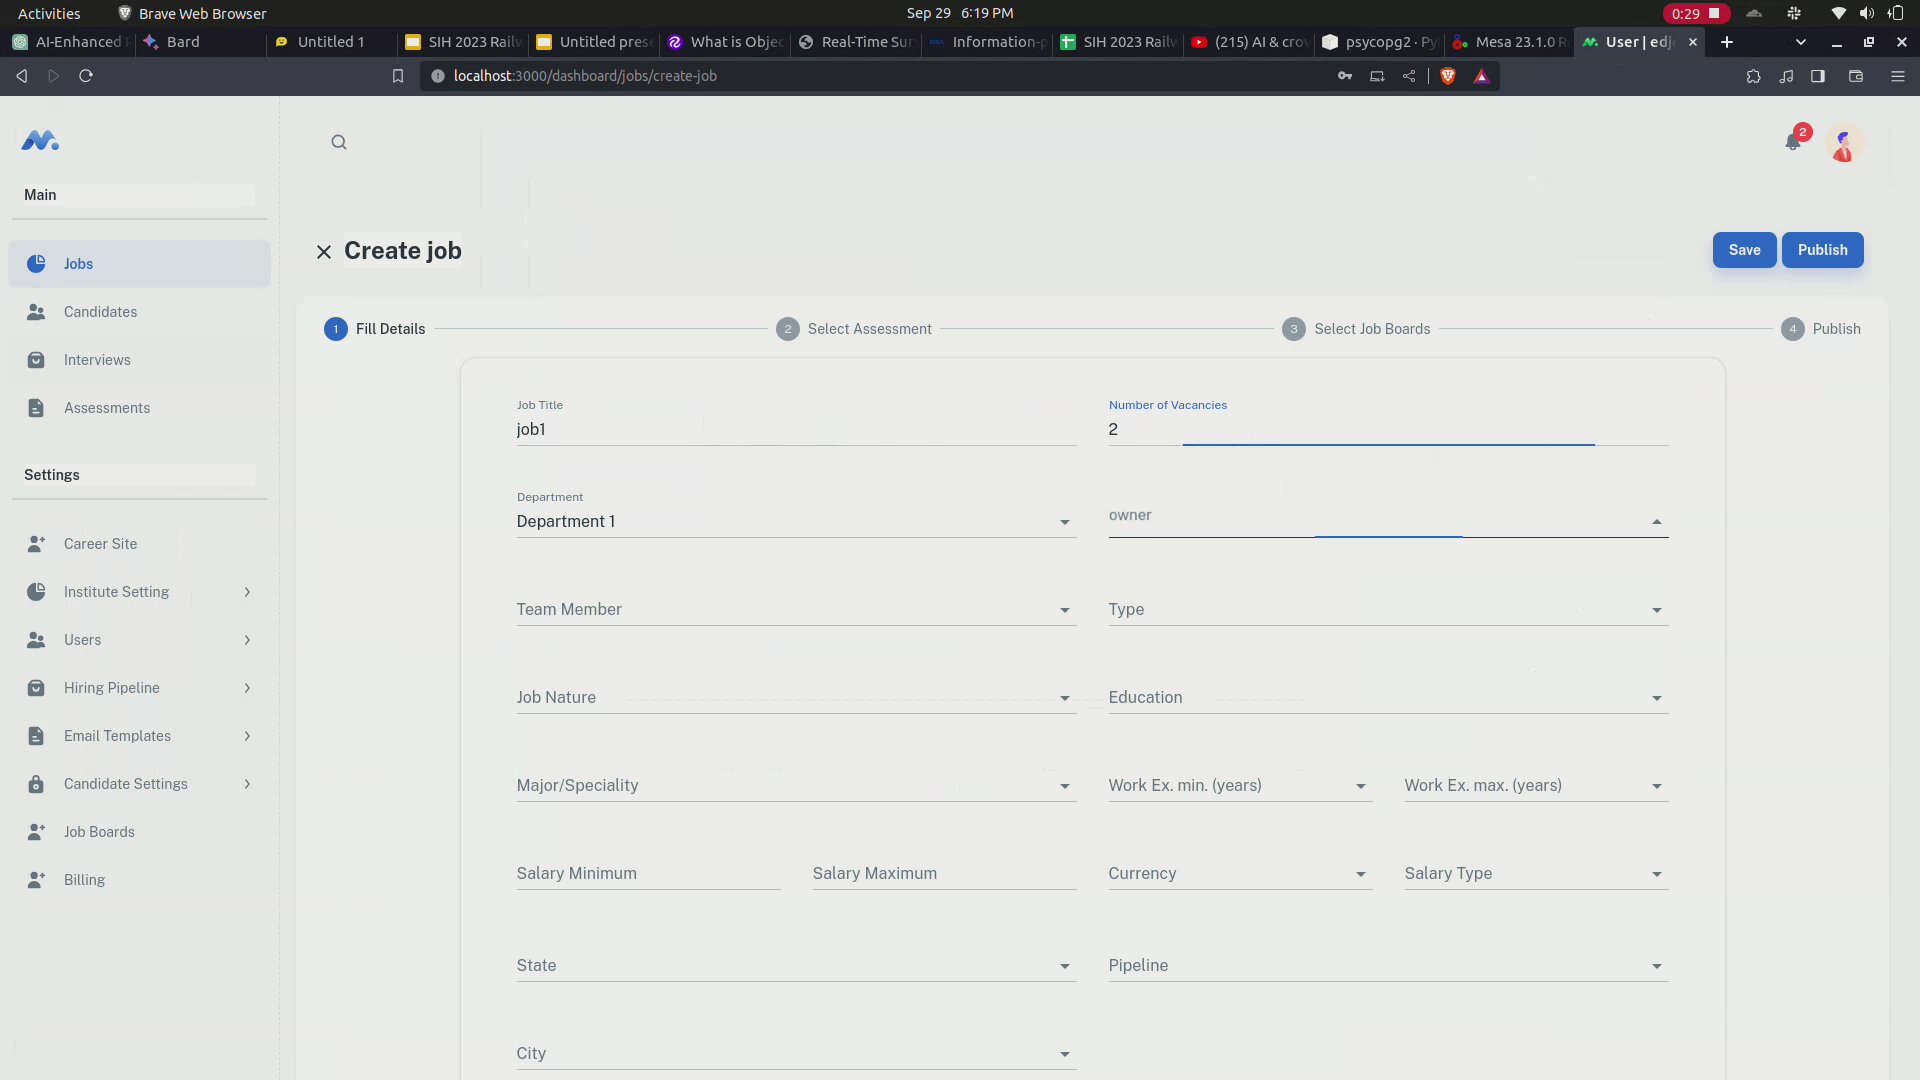 Activities
Brave Web Browser
Sep 29 6:19 PM
0:29
AI-Enhanced
Bard
Untitled 1
SIH 2023 Railw
Untitled prese
What is Objec
Real-Time Sur
Information-p
SIH 2023 Railw
(215) AI & crow
psycopg2 · Py
Mesa 23.1.0 R
User | edj
localhost:3000/dashboard/jobs/create-job
2
Main
Create job
Save
Publish
Jobs
Candidates
Interviews
Assessments
1 Fill Details
2 Select Assessment
3 Select Job Boards
4 Publish
Job Title
job1
Number of Vacancies
2
Settings
Department
Department 1
owner
Career Site
Institute Setting
Users
Hiring Pipeline
Email Templates
Candidate Settings
Job Boards
Billing
Team Member
Type
Job Nature
Education
Major/Speciality
Work Ex. min. (years)
Work Ex. max. (years)
Salary Minimum
Salary Maximum
Currency
Salary Type
State
Pipeline
City